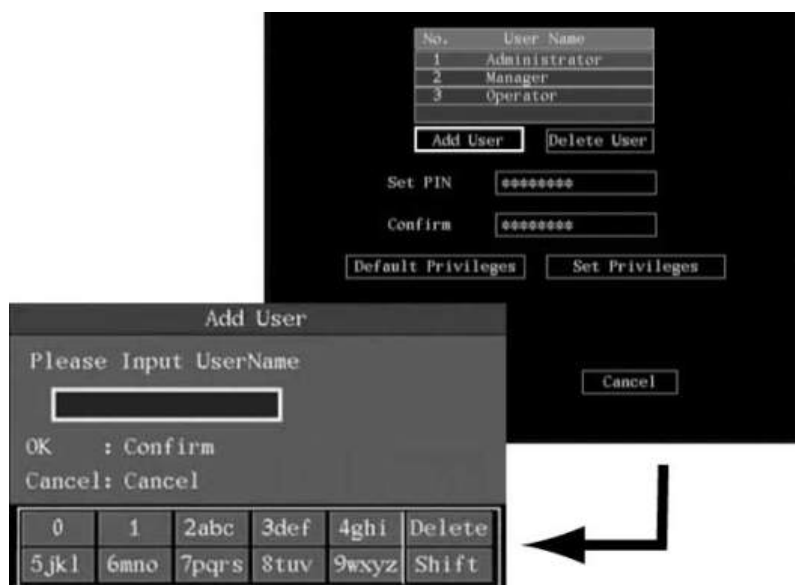 No. User Name
1 Administrator
2 Manager
3 Operator
Add User Delete User
Set PIN ********
Confirm ********
Default Privileges Set Privileges
Cancel
Add User
Please Input UserName
OK : Confirm
Cancel: Cancel
0 1 2abc 3def 4ghi Delete
5jkl 6mno 7pqrs 8tuv 9wxyz Shift